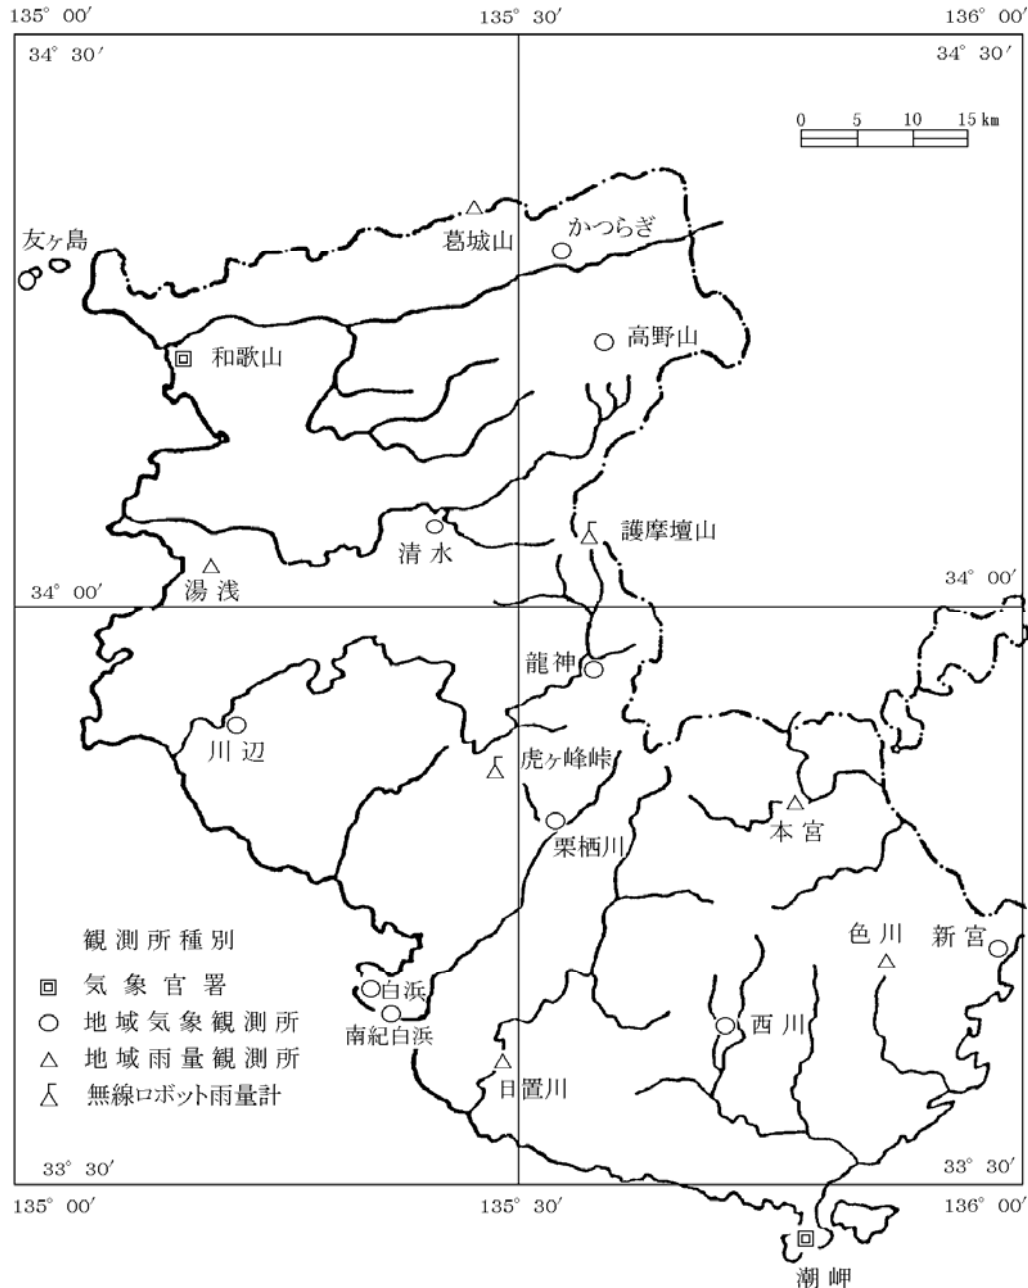 135° 00′
135° 30′
136° 00′
34° 30′
34° 30′
0 5 10 15 km
葛城山
かつらぎ
友ヶ島
和歌山
高野山
清水
護摩壇山
湯浅
34° 00′
34° 00′
龍神
川辺
虎ヶ峰峠
本宮
栗栖川
色川
新宮
観測所種別
気象官署
白浜
地域気象観測所
南紀白浜
西川
地域雨量観測所
日置川
無線ロボット雨量計
33° 30′
33° 30′
135° 00′
135° 30′
136° 00′
潮岬